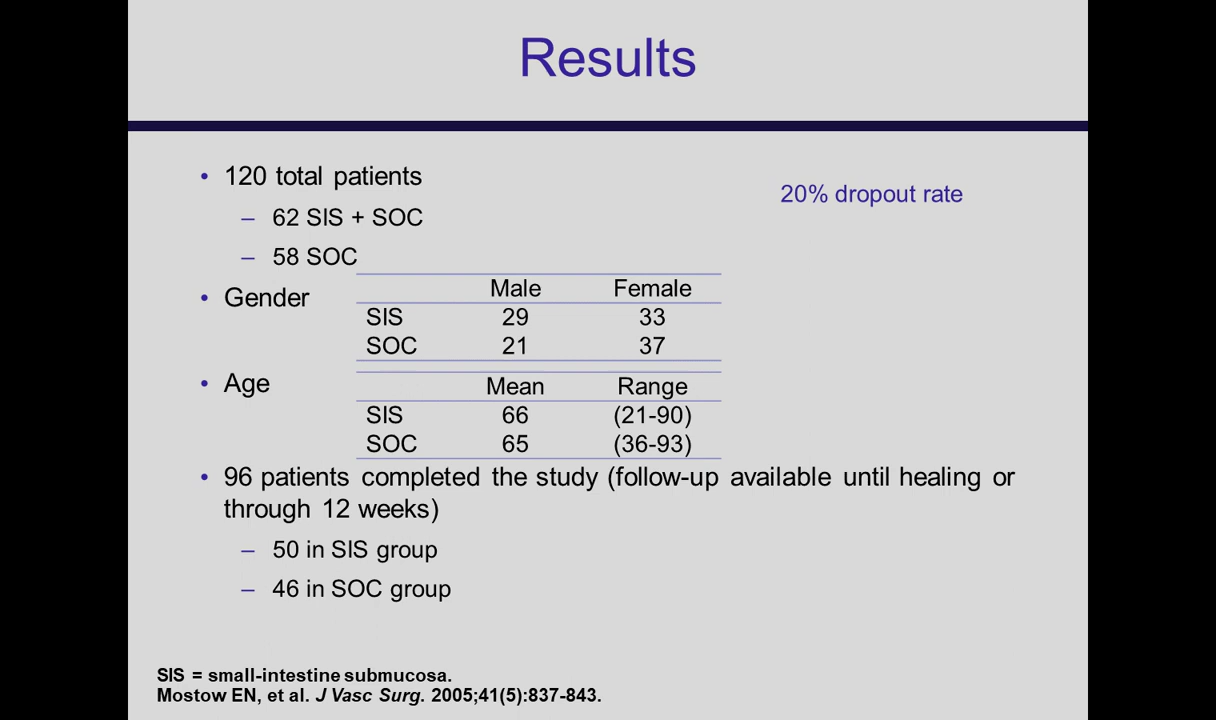 Results
• 120 total patients
20% dropout rate
– 62 SIS + SOC
– 58 SOC
• Gender
Male Female
SIS 29 33
SOC 21 37
• Age
Mean Range
SIS 66 (21-90)
SOC 65 (36-93)
• 96 patients completed the study (follow-up available until healing or
through 12 weeks)
– 50 in SIS group
– 46 in SOC group
SIS = small-intestine submucosa.
Mostow EN, et al. J Vasc Surg. 2005;41(5):837-843.